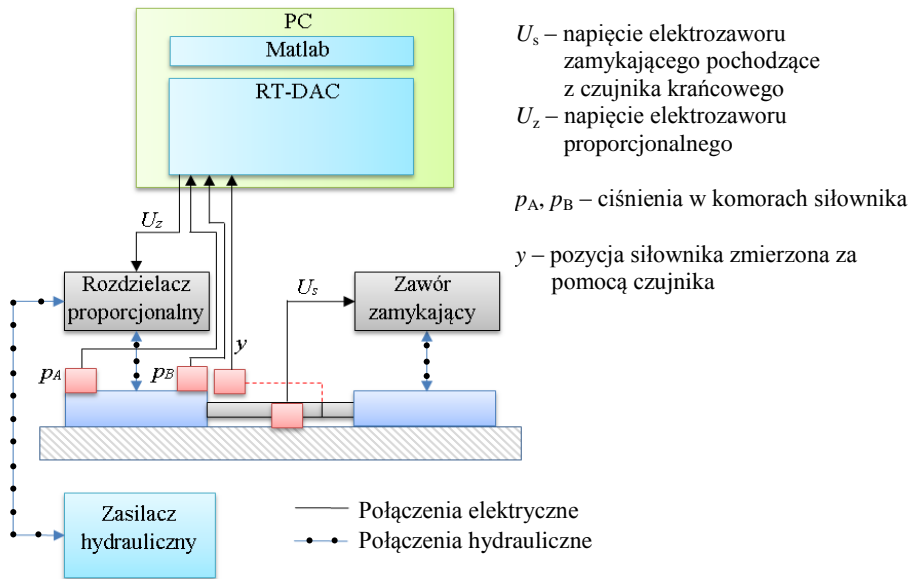 PC
Matlab
RT-DAC
U_z
Rozdzielacz
proporcjonalny
U_s
Zawór
zamykający
y
p_A
p_B
Zasilacz
hydrauliczny
Połączenia elektryczne
Połączenia hydrauliczne
U_s – napięcie elektrozaworu
zamykającego pochodzące
z czujnika krańcowego
U_z – napięcie elektrozaworu
proporcjonalnego
p_A, p_B – ciśnienia w komorach siłownika
y – pozycja siłownika zmierzona za
pomocą czujnika